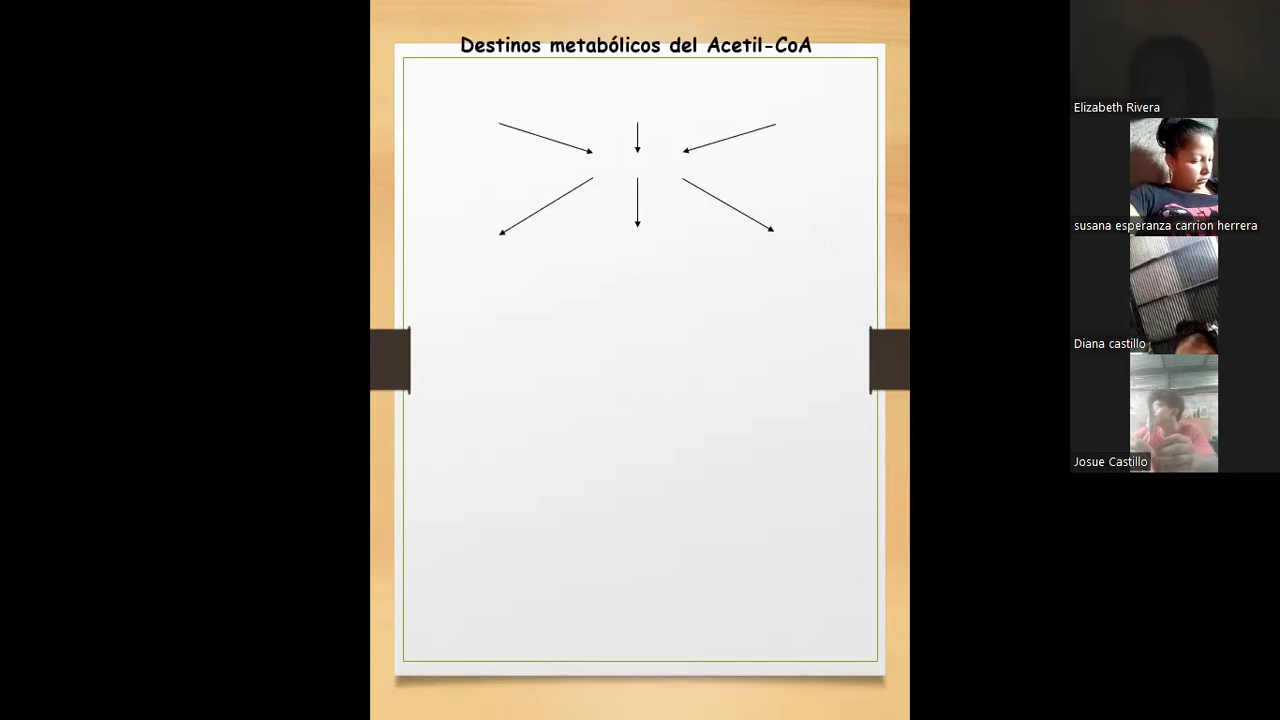 Destinos metabólicos del Acetil-CoA
Elizabeth Rivera
susana esperanza carrion herrera
Diana castillo
Josue Castillo